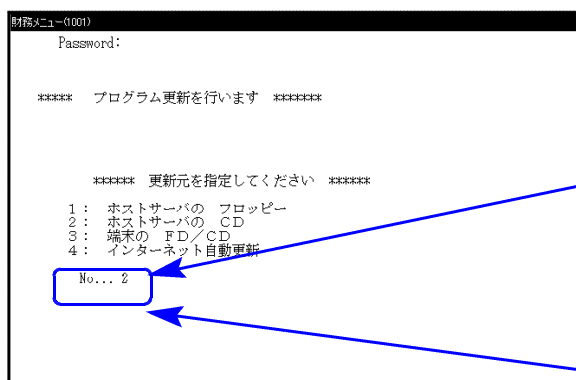 財務メニュー(1001)
Password:
***** プログラム更新を行います *******
****** 更新元を指定してください ******
1: ホストサーバの フロッピー
2: ホストサーバの CD
3: 端末の FD/CD
4: インターネット自動更新
No... 2